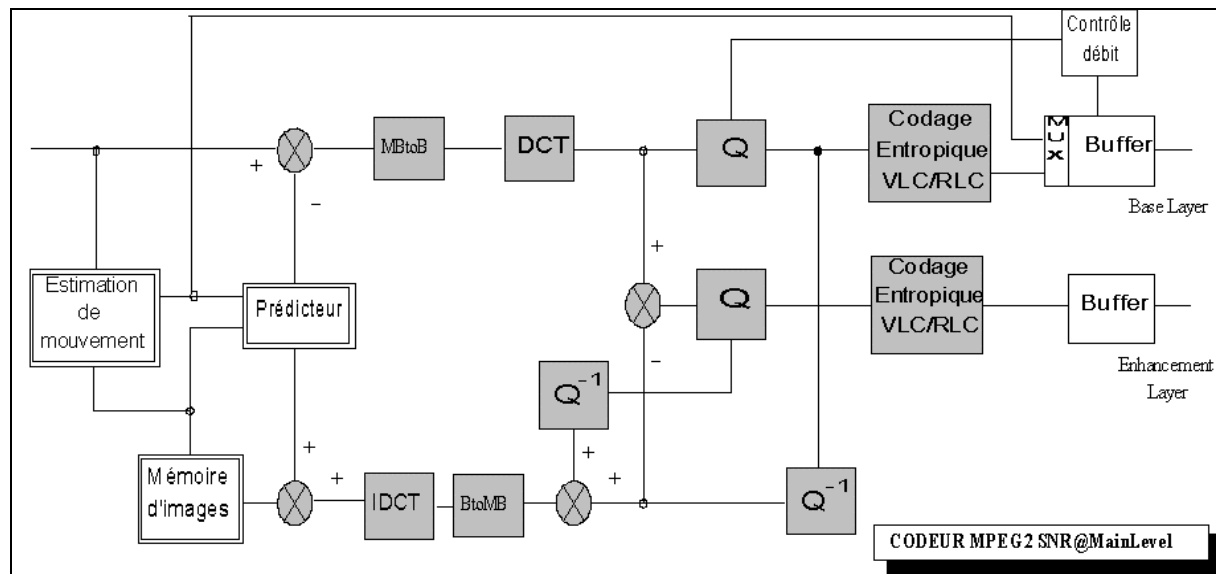 Contrôle
débit
MBtoB
DCT
Q
Codage
Entropique
VLC/RLC
MUX
Buffer
Base Layer
+
−
+
Estimation
de
mouvement
Prédicteur
Q
Codage
Entropique
VLC/RLC
Buffer
−
Enhancement
Layer
Q⁻¹
+
+
+
+
Mémoire
d'images
IDCT
BtoMB
Q⁻¹
CODEUR MPEG2 SNR@MainLevel